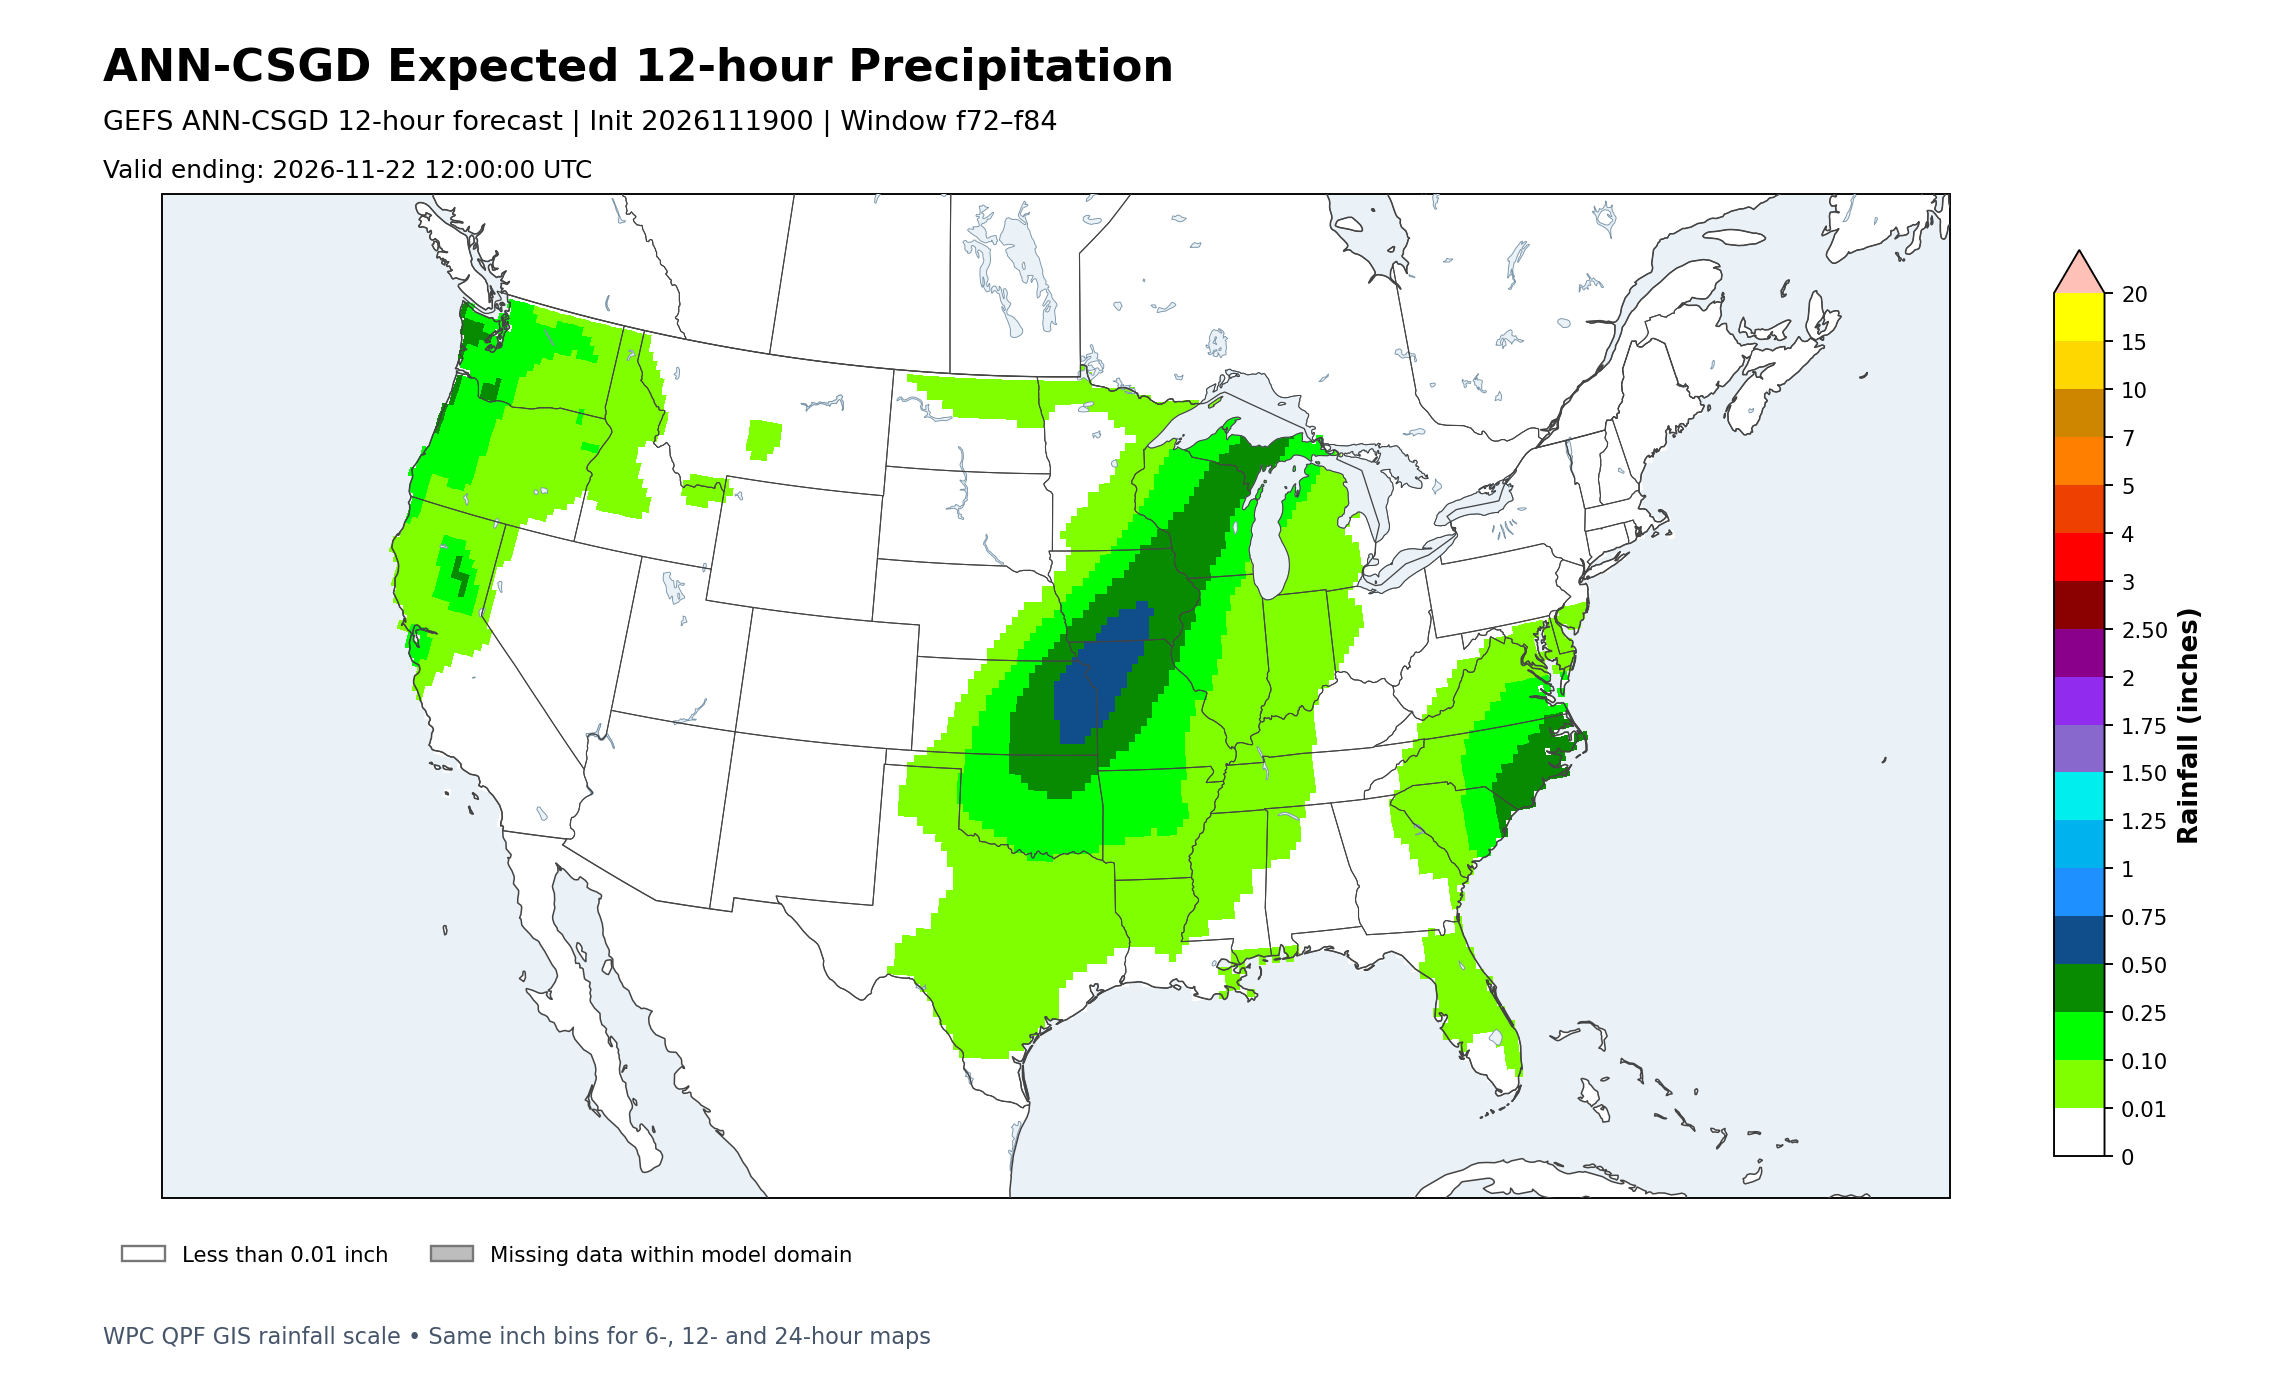 ANN-CSGD Expected 12-hour Precipitation
GEFS ANN-CSGD 12-hour forecast | Init 2026111900 | Window f72–f84
Valid ending: 2026-11-22 12:00:00 UTC
20
15
10
7
5
4
3
2.50
2
1.75
1.50
1.25
1
0.75
0.50
0.25
0.10
0.01
0
Rainfall (inches)
Less than 0.01 inch
Missing data within model domain
WPC QPF GIS rainfall scale • Same inch bins for 6-, 12- and 24-hour maps